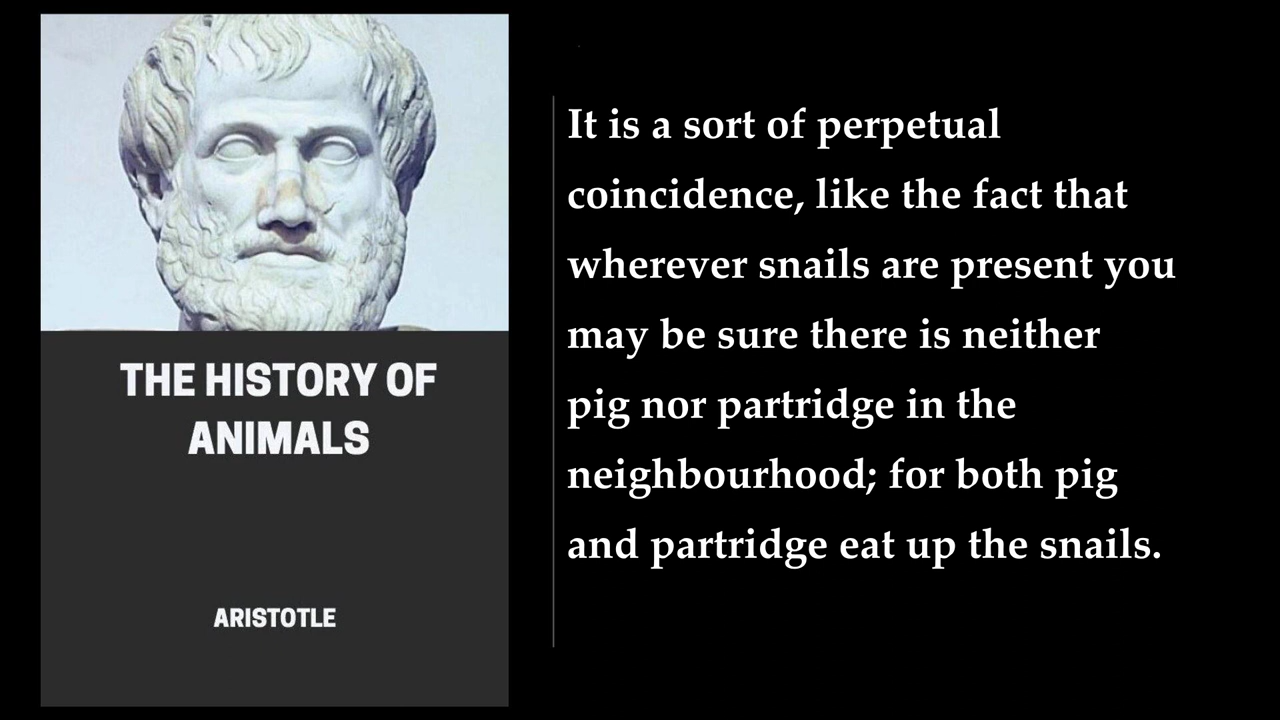 THE HISTORY OF
ANIMALS
ARISTOTLE
It is a sort of perpetual
coincidence, like the fact that
wherever snails are present you
may be sure there is neither
pig nor partridge in the
neighbourhood; for both pig
and partridge eat up the snails.